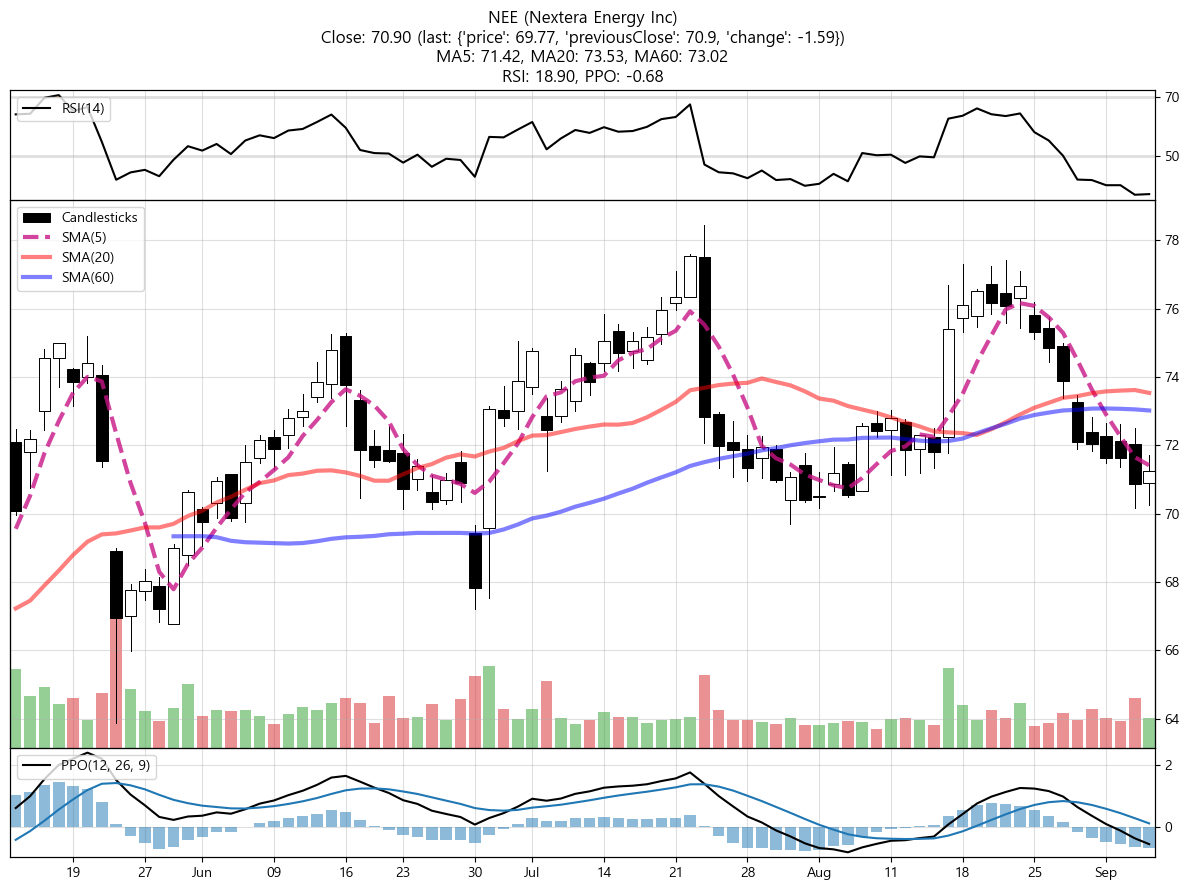 NEE (Nextera Energy Inc)
Close: 70.90 (last: {'price': 69.77, 'previousClose': 70.9, 'change': -1.59})
MA5: 71.42, MA20: 73.53, MA60: 73.02
RSI: 18.90, PPO: -0.68
RSI(14)
70
50
Candlesticks
SMA(5)
SMA(20)
SMA(60)
78
76
74
72
70
68
66
64
PPO(12, 26, 9)
2
0
19 27 Jun 09 16 23 30 Jul 14 21 28 Aug 11 18 25 Sep